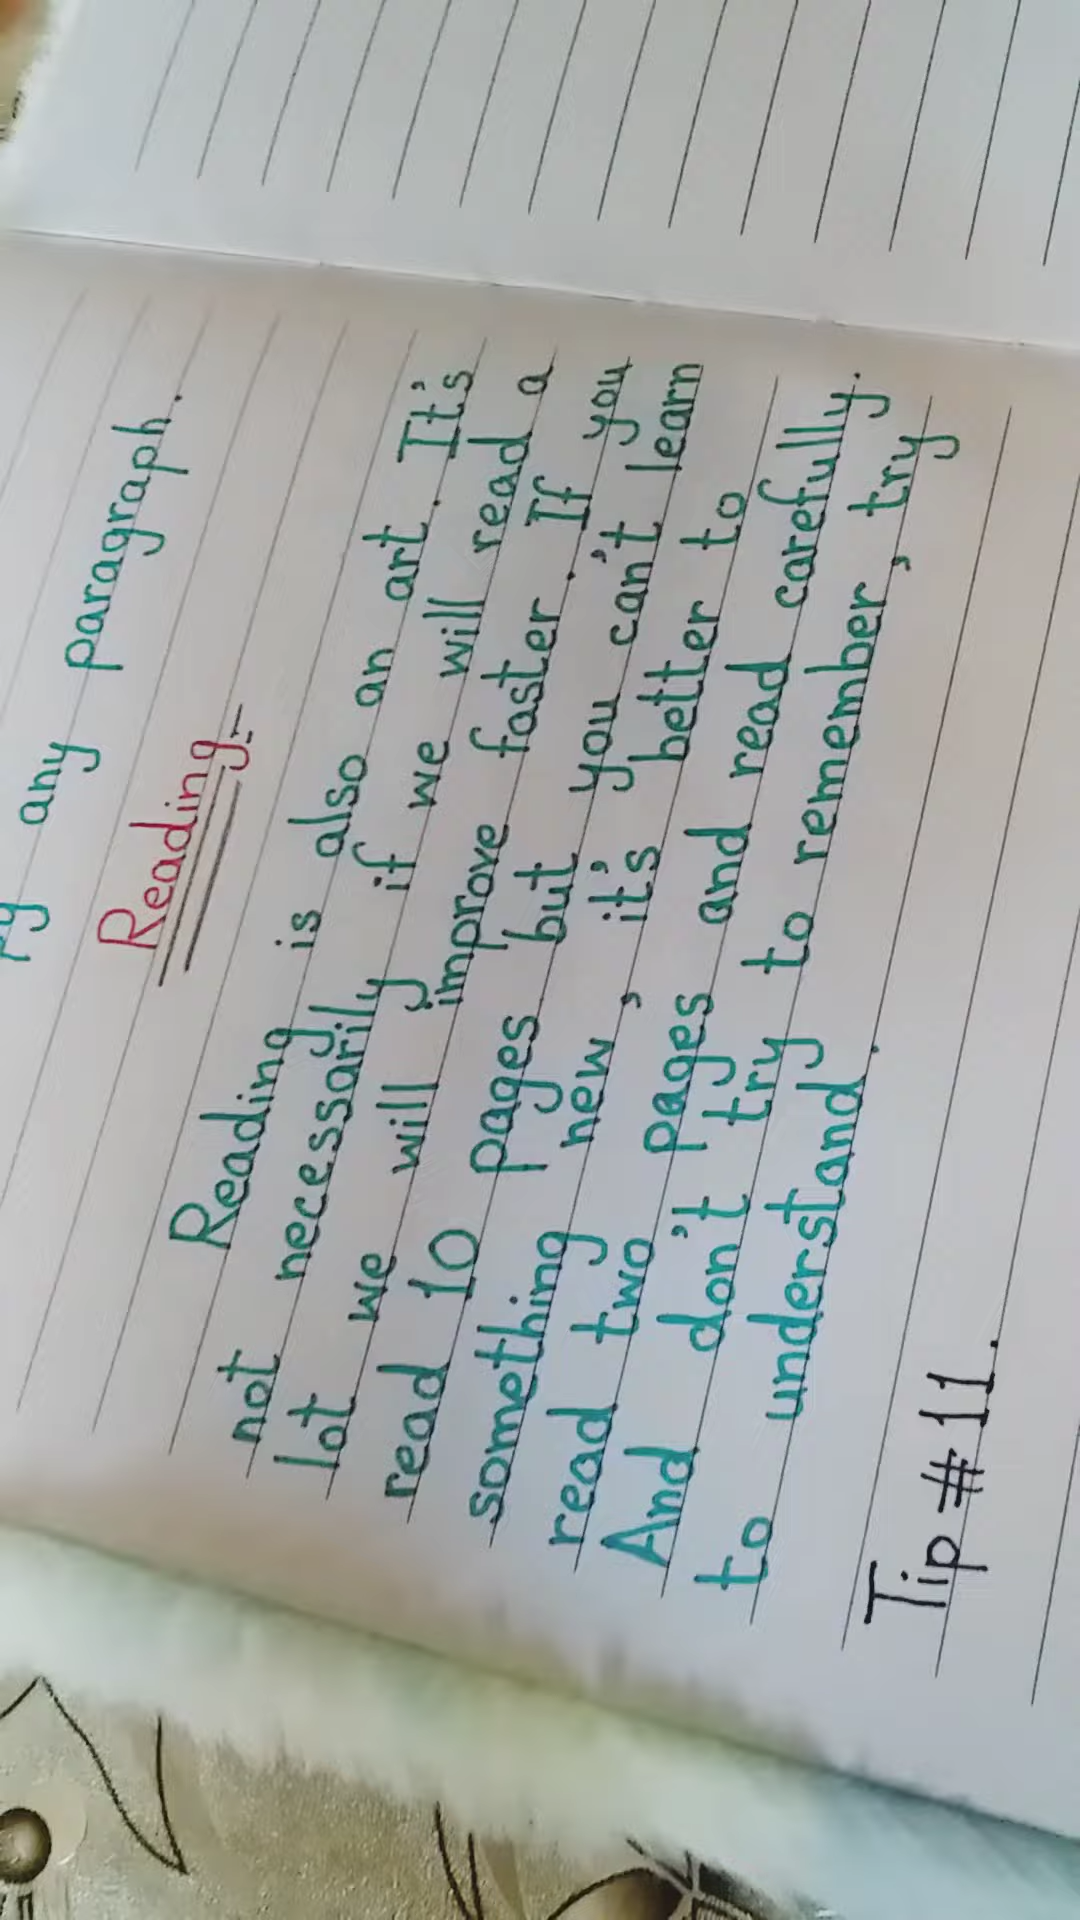 any paragraph.
Reading:-
Reading is also an art. It's
not necessarily if we will read a
lot we will improve faster. If you
read 10 pages but you can't learn
something new, it's better to
read two pages and read carefully.
And don't try to remember, try
to understand.
Tip # 11.